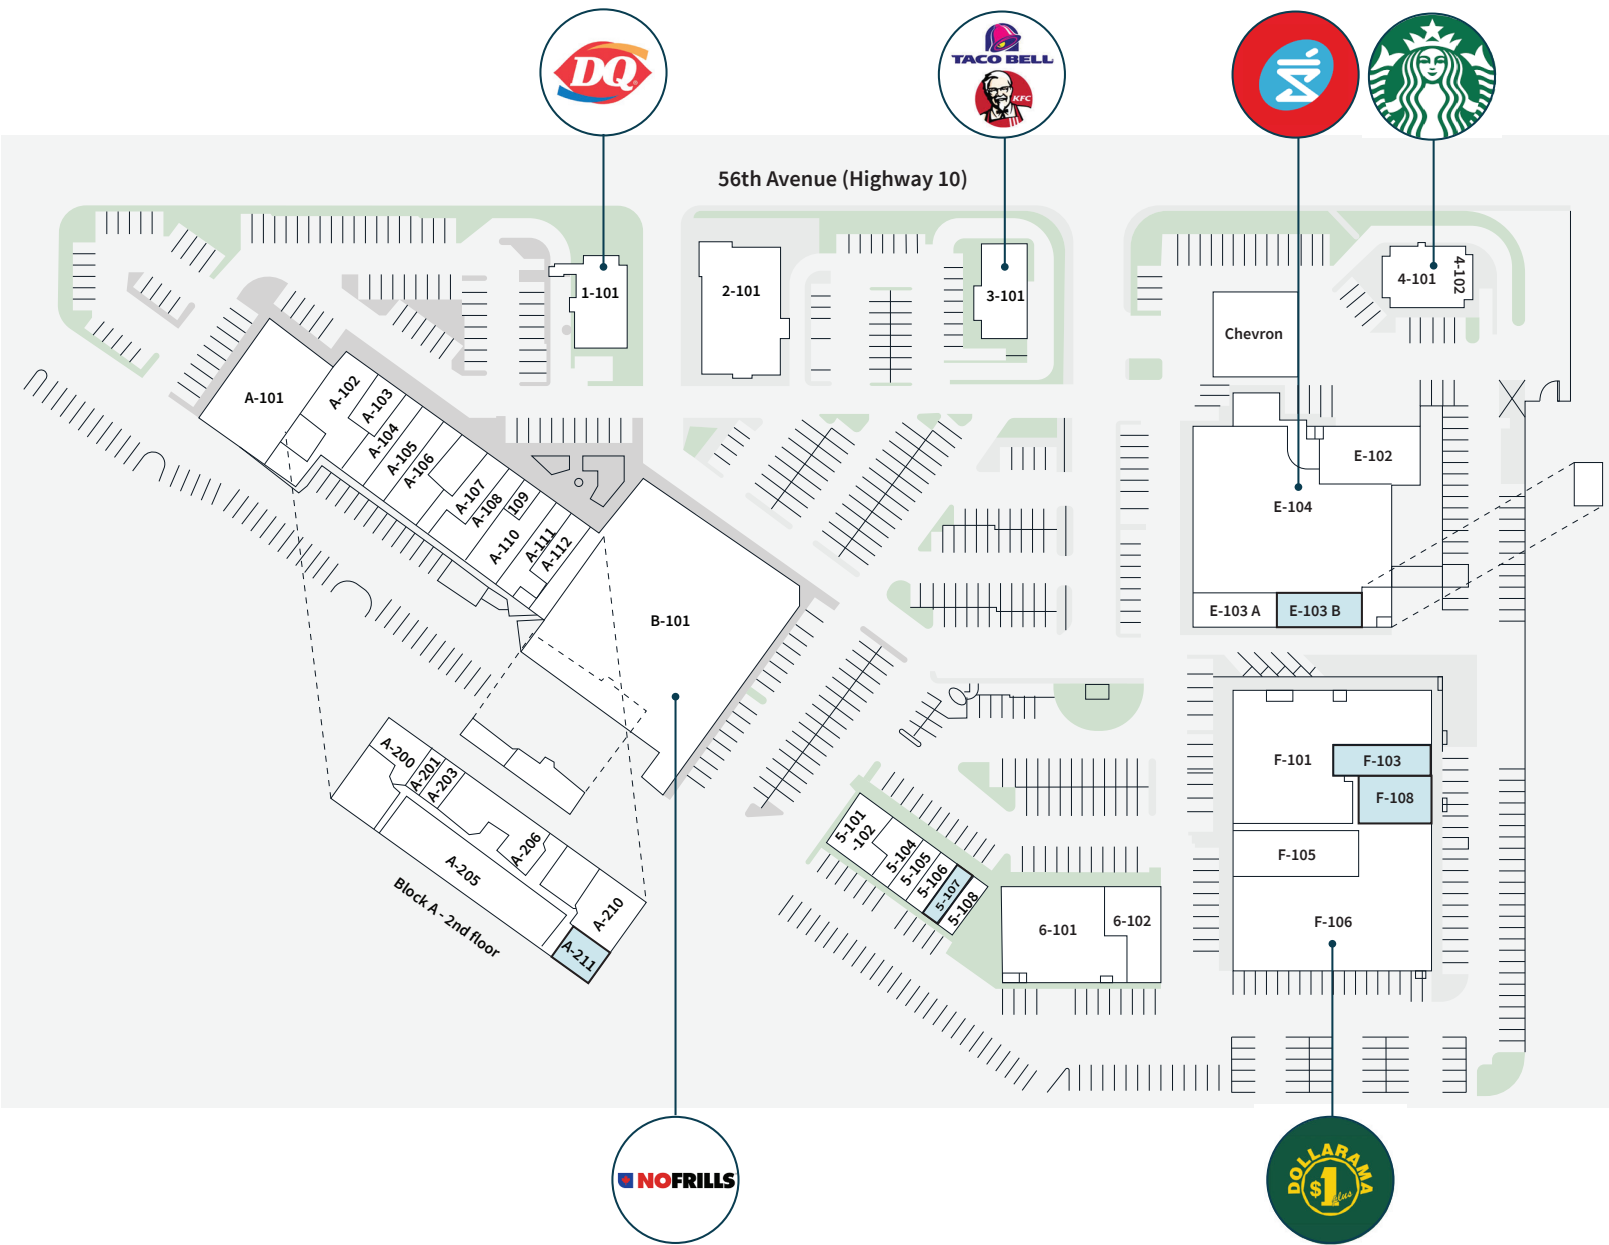 DQ
TACO BELL
KFC
56th Avenue (Highway 10)
1-101
2-101
3-101
4-101
4-102
Chevron
A-101
A-102
A-103
A-104
A-105
A-106
A-107
A-108
109
A-110
A-111
A-112
B-101
E-102
E-104
E-103 A
E-103 B
A-200
A-201
A-203
A-205
A-206
A-210
A-211
Block A - 2nd floor
5-101
-102
5-104
5-105
5-106
5-107
5-108
6-101
6-102
F-101
F-103
F-108
F-105
F-106
NOFRILLS
DOLLARAMA
$1
plus